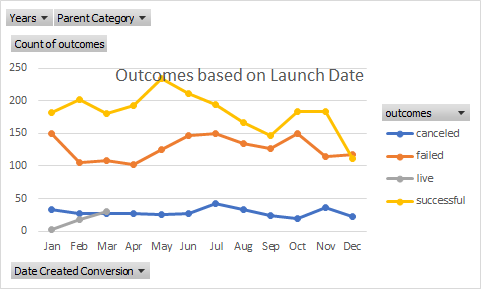 Years Parent Category
Count of outcomes
Outcomes based on Launch Date
250
200
150
100
50
0
Jan Feb Mar Apr May Jun Jul Aug Sep Oct Nov Dec
outcomes
canceled
failed
live
successful
Date Created Conversion